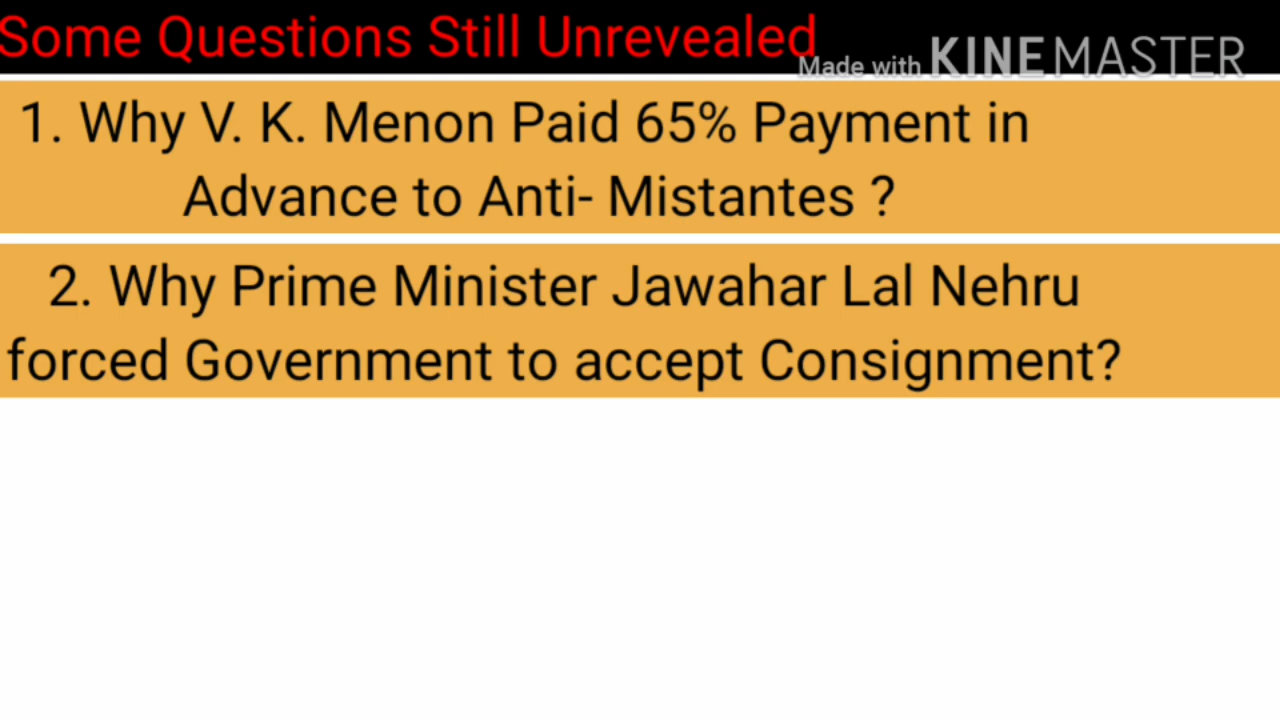 Some Questions Still Unrevealed
Made with KINEMASTER
1. Why V. K. Menon Paid 65% Payment in
Advance to Anti- Mistantes ?
2. Why Prime Minister Jawahar Lal Nehru
forced Government to accept Consignment?